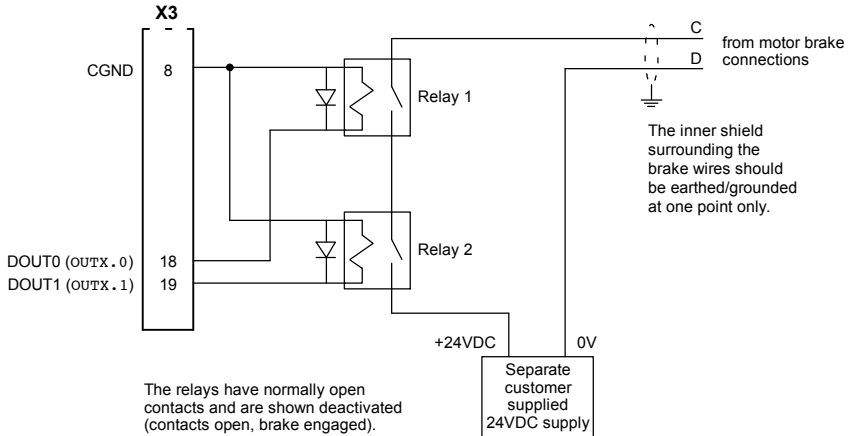 X3
C
from motor brake
connections
D
CGND
8
Relay 1
The inner shield
surrounding the
brake wires should
be earthed/grounded
at one point only.
Relay 2
DOUT0 (OUTX.0)
18
DOUT1 (OUTX.1)
19
+24VDC
0V
Separate
customer
supplied
24VDC supply
The relays have normally open
contacts and are shown deactivated
(contacts open, brake engaged).